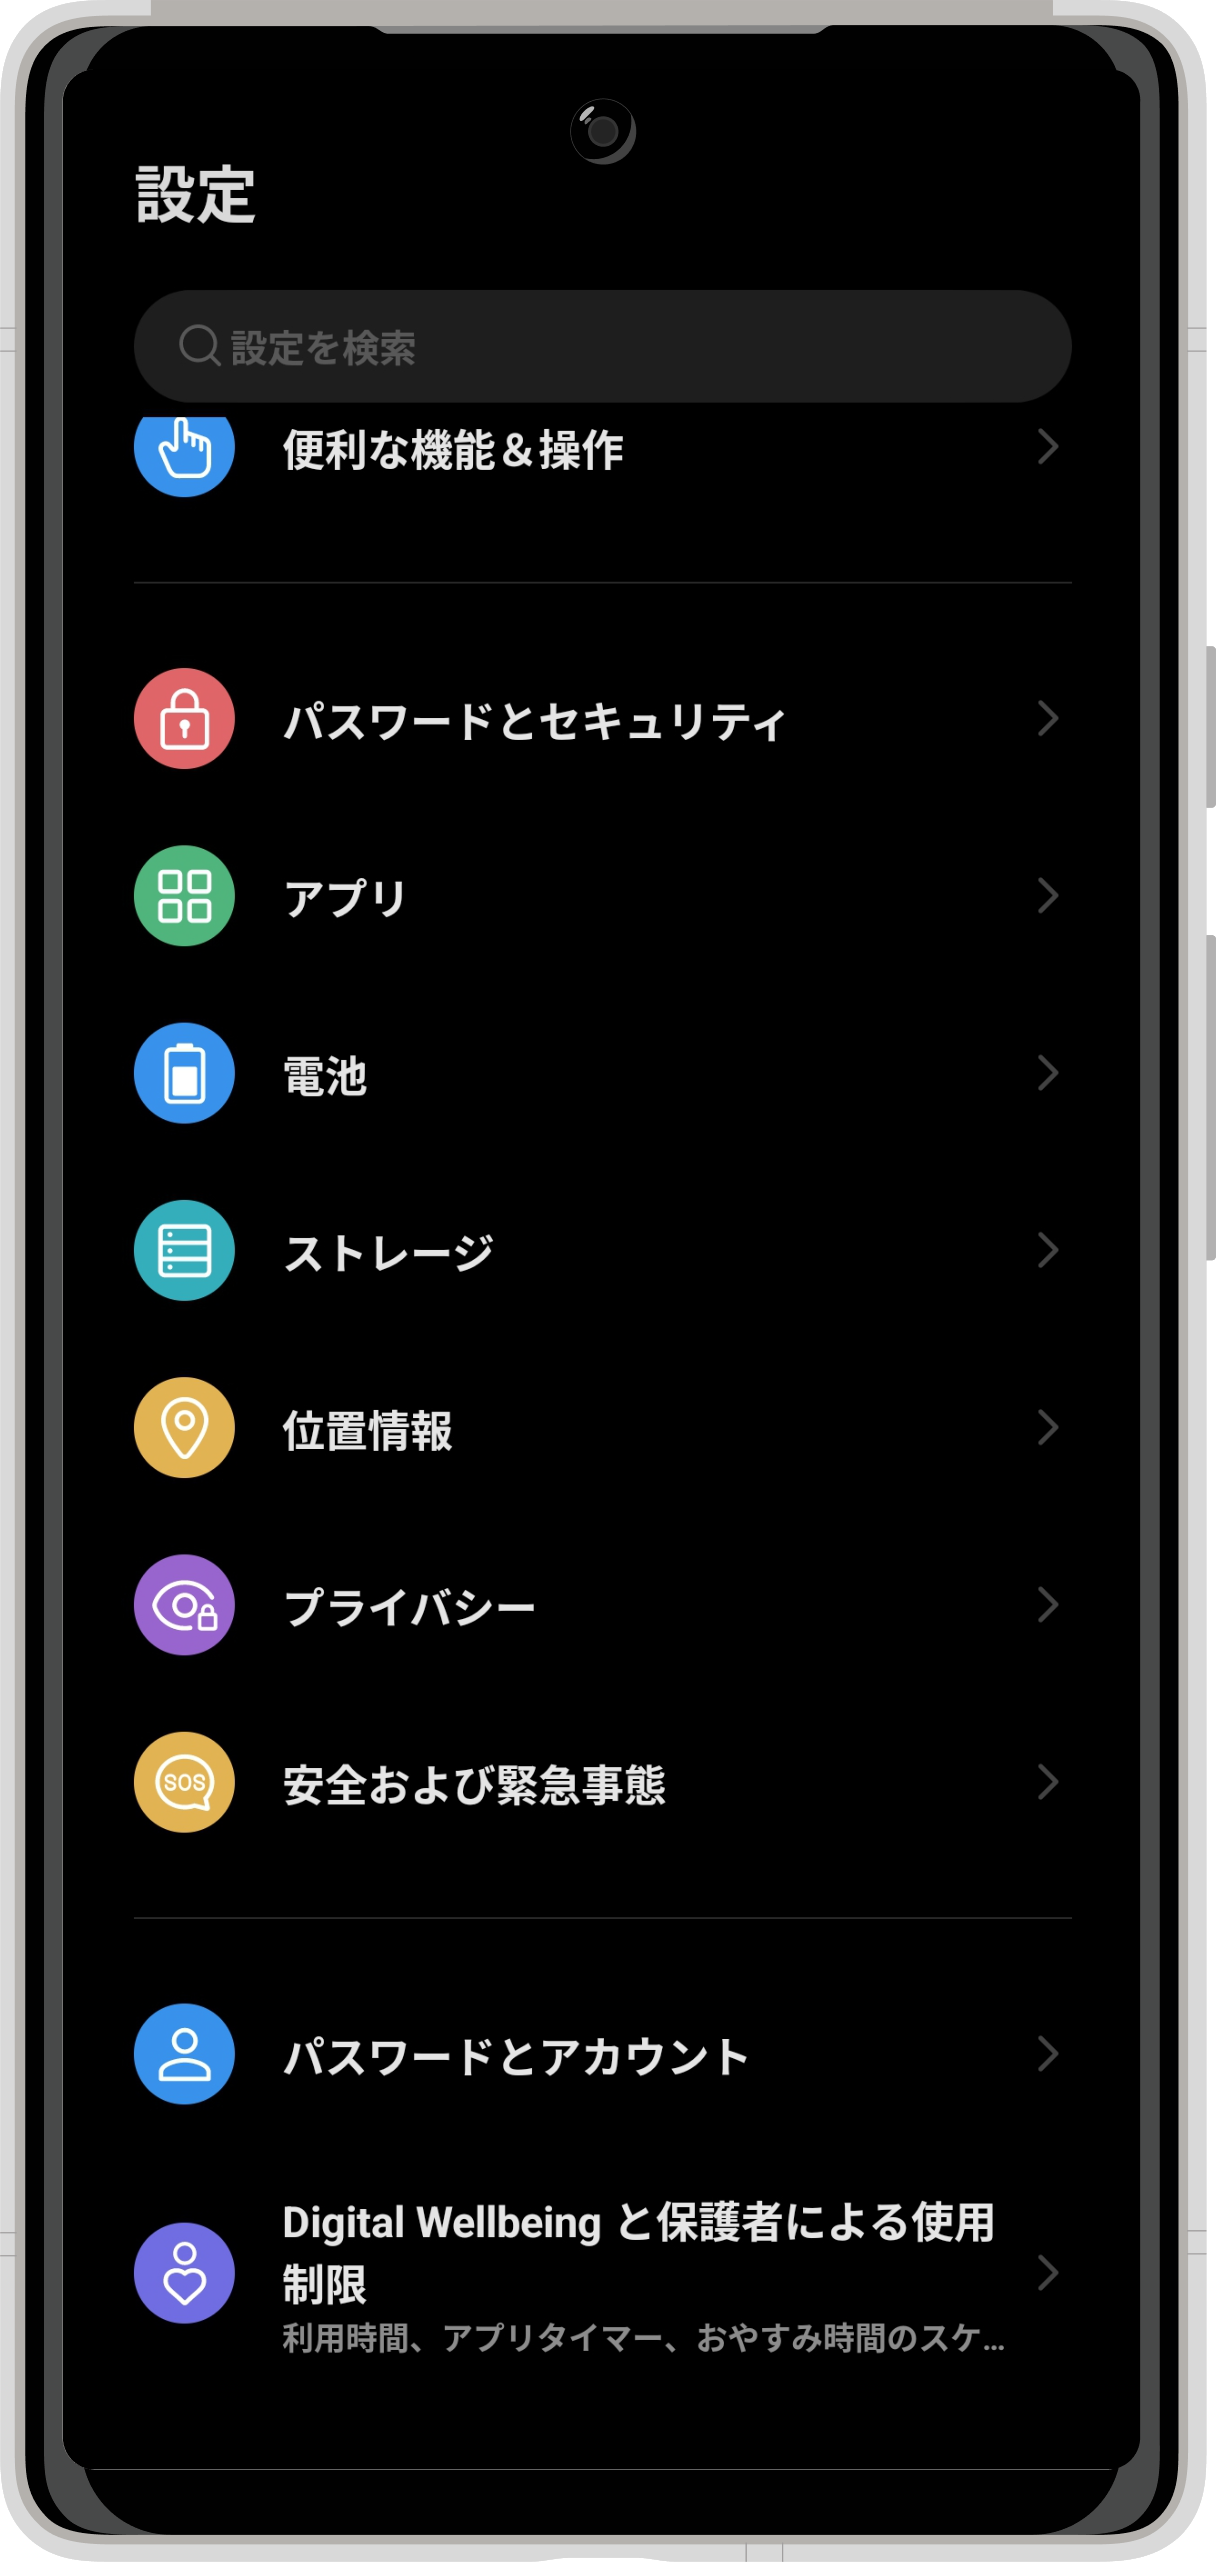 設定
設定を検索
便利な機能＆操作
パスワードとセキュリティ
アプリ
電池
ストレージ
位置情報
プライバシー
SOS
安全および緊急事態
パスワードとアカウント
Digital Wellbeing と保護者による使用
制限
利用時間、アプリタイマー、おやすみ時間のスケ...